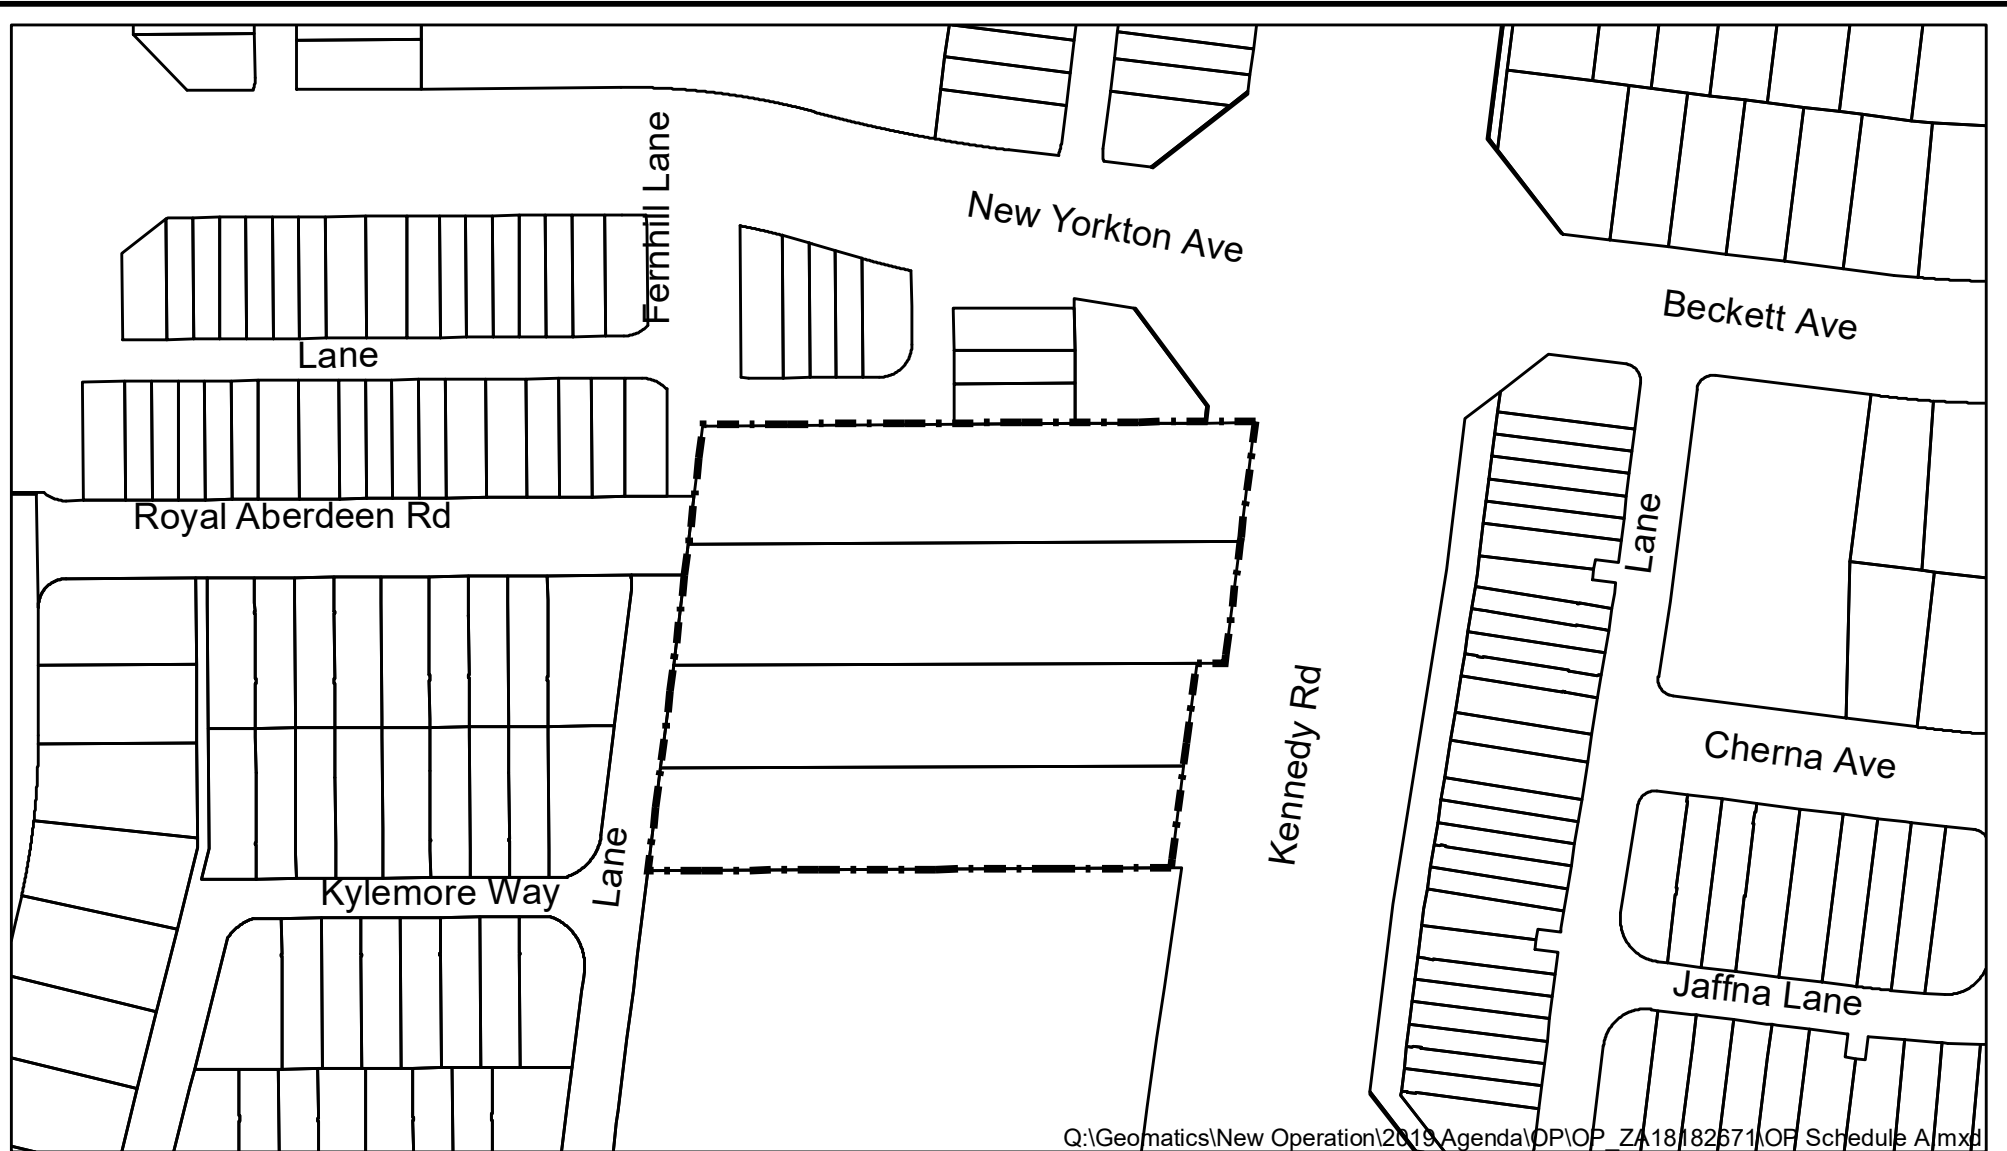 Fernhill Lane
New Yorkton Ave
Beckett Ave
Lane
Royal Aberdeen Rd
Lane
Kennedy Rd
Cherna Ave
Kylemore Way
Lane
Jaffna Lane
Q:\Geomatics\New Operation\2019 Agenda\OP\OP_ZA18182671\OP Schedule A.mxd